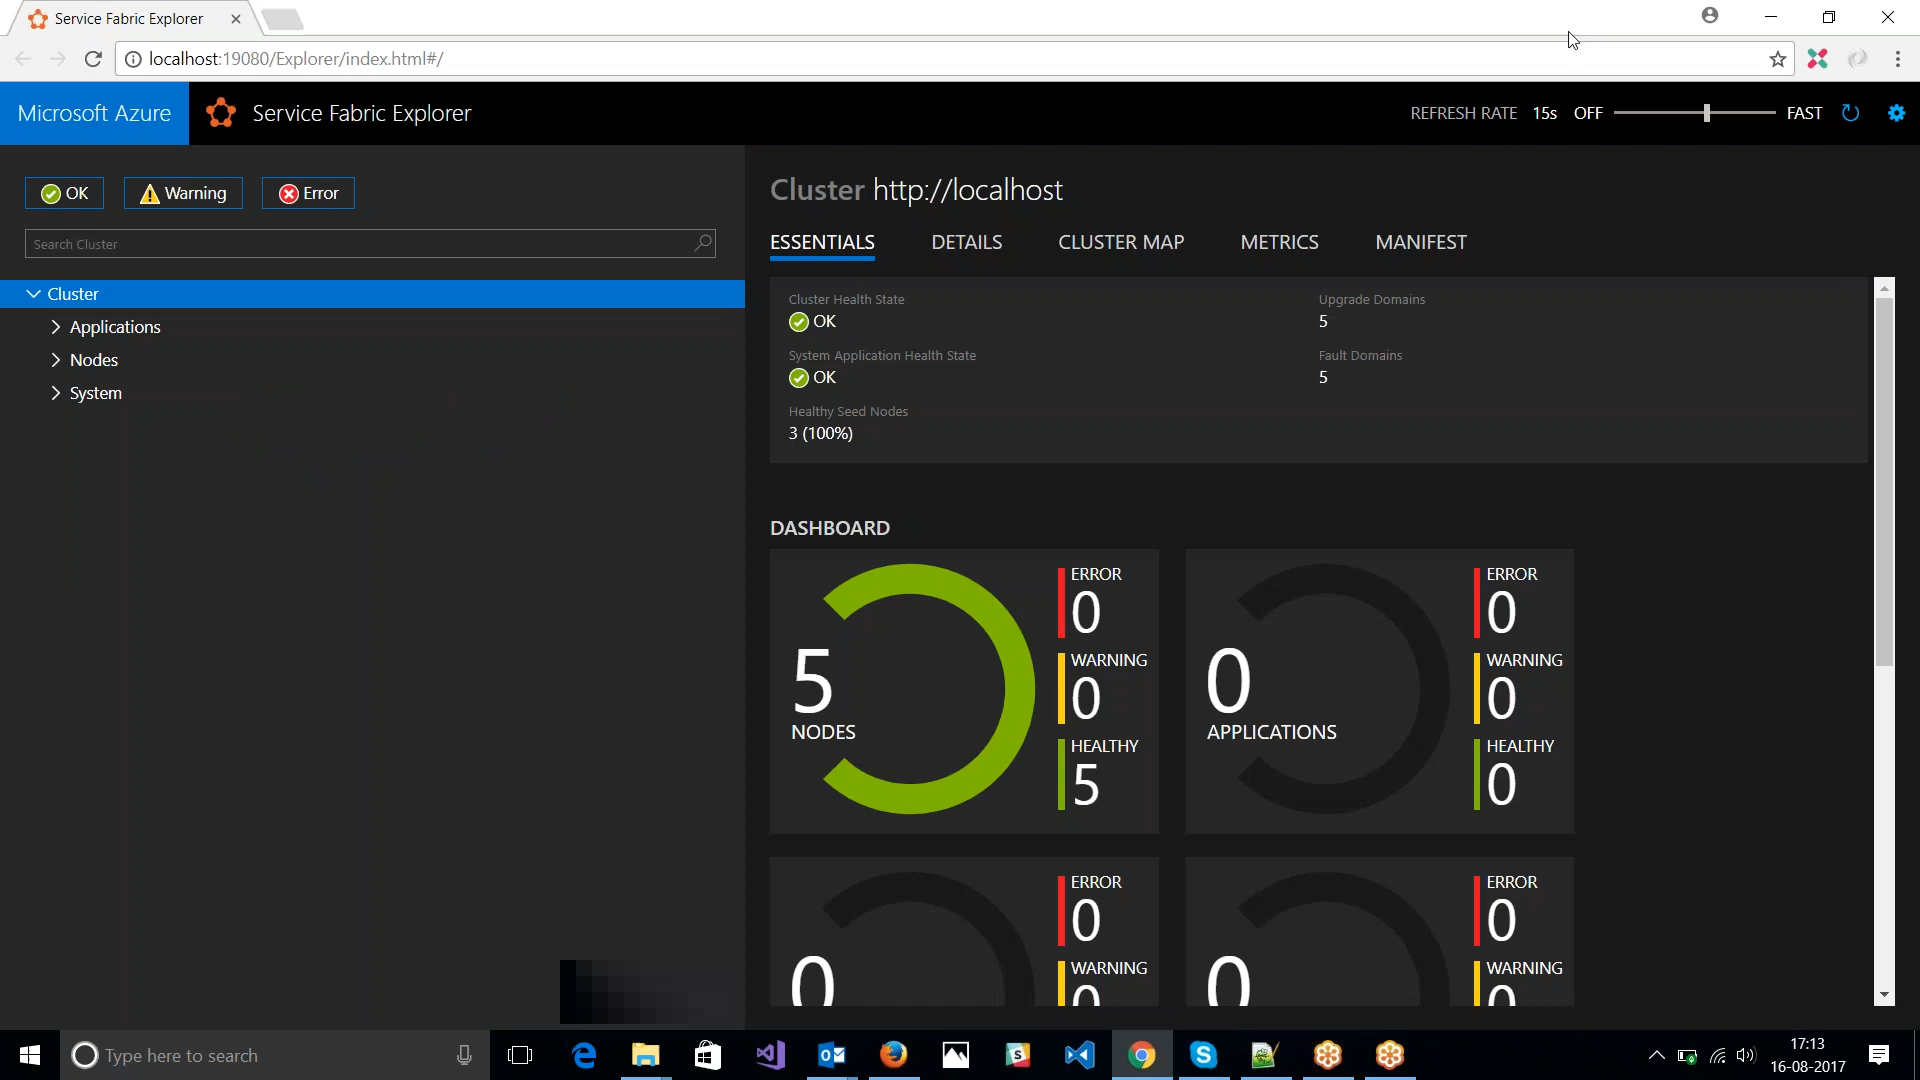 Service Fabric Explorer
localhost:19080/Explorer/index.html#/
Microsoft Azure
Service Fabric Explorer
REFRESH RATE 15s OFF FAST
OK Warning Error
Search Cluster
Cluster
Applications
Nodes
System
Cluster http://localhost
ESSENTIALS DETAILS CLUSTER MAP METRICS MANIFEST
Cluster Health State
OK
System Application Health State
OK
Healthy Seed Nodes
3 (100%)
Upgrade Domains
5
Fault Domains
5
DASHBOARD
5
NODES
ERROR
0
WARNING
0
HEALTHY
5
0
APPLICATIONS
ERROR
0
WARNING
0
HEALTHY
0
0
ERROR
0
WARNING
0
0
ERROR
0
WARNING
0
Type here to search
17:13
16-08-2017